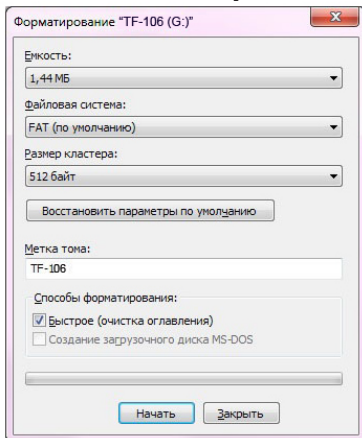 Форматирование "TF-106 (G:)"
Емкость:
1,44 МБ
Файловая система:
FAT (по умолчанию)
Размер кластера:
512 байт
Восстановить параметры по умолчанию
Метка тома:
TF-106
Способы форматирования:
Быстрое (очистка оглавления)
Создание загрузочного диска MS-DOS
Начать Закрыть